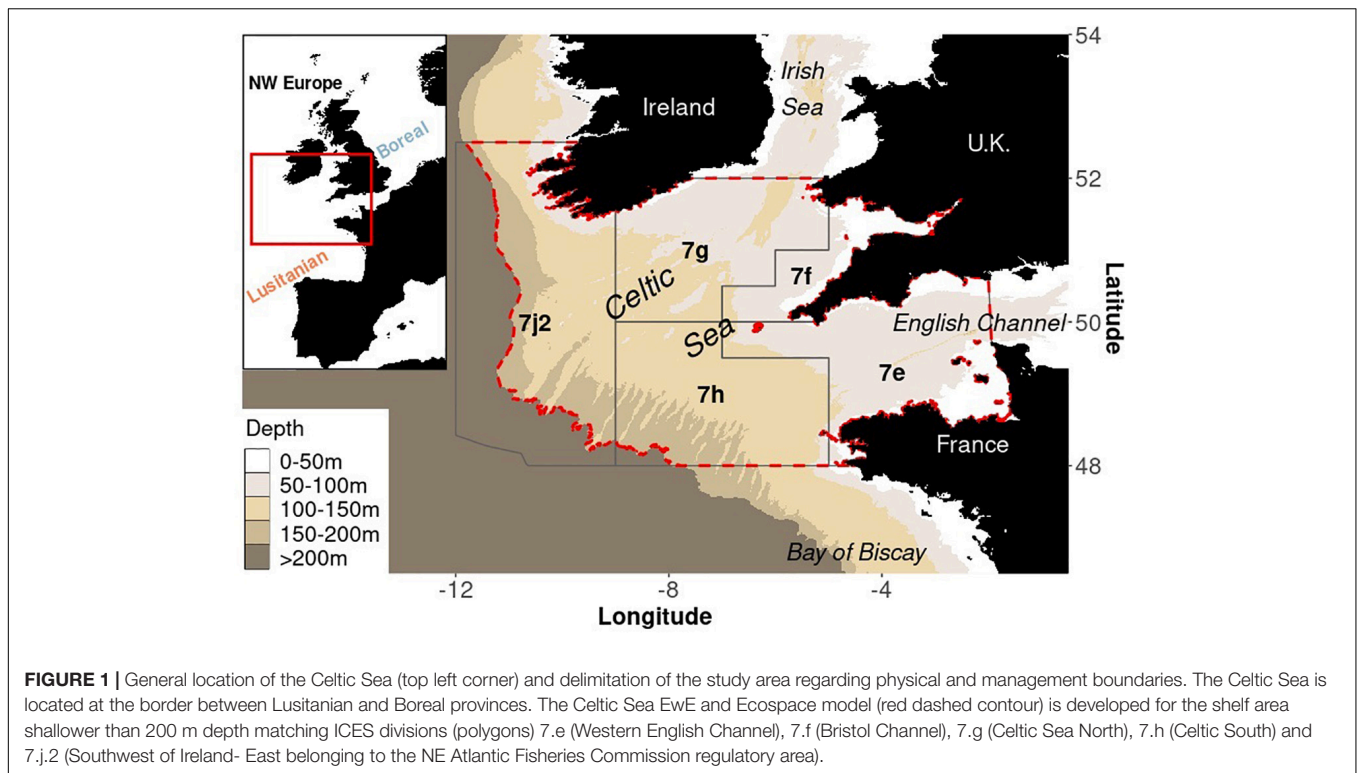 NW Europe
Boreal
Lusitanian
Ireland
Irish
Sea
U.K.
7g
7f
Celtic
Sea
7j2
7h
7e
English Channel
France
Bay of Biscay
54
52
50
48
Latitude
Depth
0-50m
50-100m
100-150m
150-200m
>200m
-12
-8
-4
Longitude
FIGURE 1 | General location of the Celtic Sea (top left corner) and delimitation of the study area regarding physical and management boundaries. The Celtic Sea is
located at the border between Lusitanian and Boreal provinces. The Celtic Sea EwE and Ecospace model (red dashed contour) is developed for the shelf area
shallower than 200 m depth matching ICES divisions (polygons) 7.e (Western English Channel), 7.f (Bristol Channel), 7.g (Celtic Sea North), 7.h (Celtic South) and
7.j.2 (Southwest of Ireland- East belonging to the NE Atlantic Fisheries Commission regulatory area).